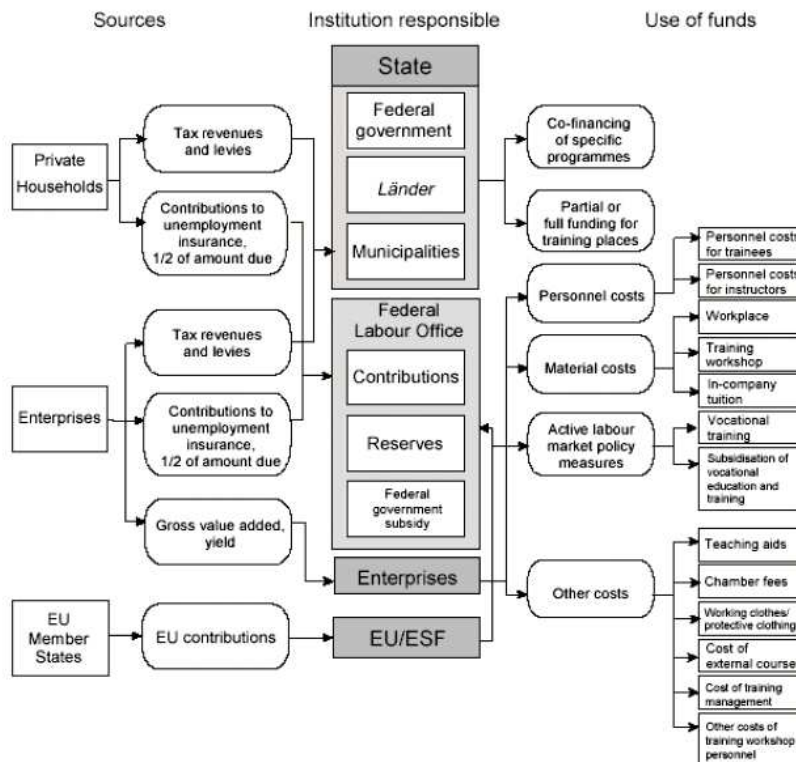 Sources
Institution responsible
Use of funds
Private
Households
Tax revenues
and levies
Contributions to
unemployment
insurance,
1/2 of amount due
Enterprises
Tax revenues
and levies
Contributions to
unemployment
insurance,
1/2 of amount due
Gross value added,
yield
EU
Member
States
EU contributions
State
Federal
government
Länder
Municipalities
Federal
Labour Office
Contributions
Reserves
Federal
government
subsidy
Enterprises
EU/ESF
Co-financing
of specific
programmes
Partial or
full funding for
training places
Personnel costs
Material costs
Active labour
market policy
measures
Other costs
Personnel costs
for trainees
Personnel costs
for instructors
Workplace
Training
workshop
In-company
tuition
Vocational
training
Subsidisation of
vocational
education and
training
Teaching aids
Chamber fees
Working clothes/
protective clothing
Cost of
external course
Cost of training
management
Other costs of
training workshop
personnel